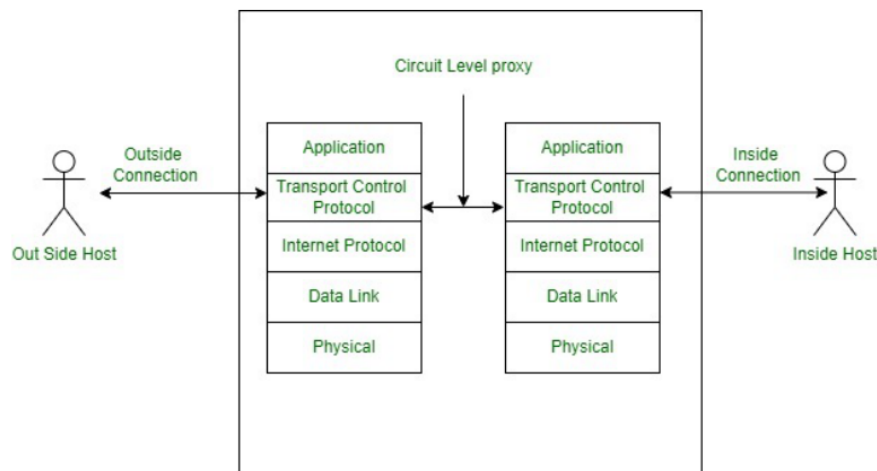 Circuit Level proxy
Outside
Connection
Out Side Host
Application
Transport Control
Protocol
Internet Protocol
Data Link
Physical
Application
Transport Control
Protocol
Internet Protocol
Data Link
Physical
Inside
Connection
Inside Host